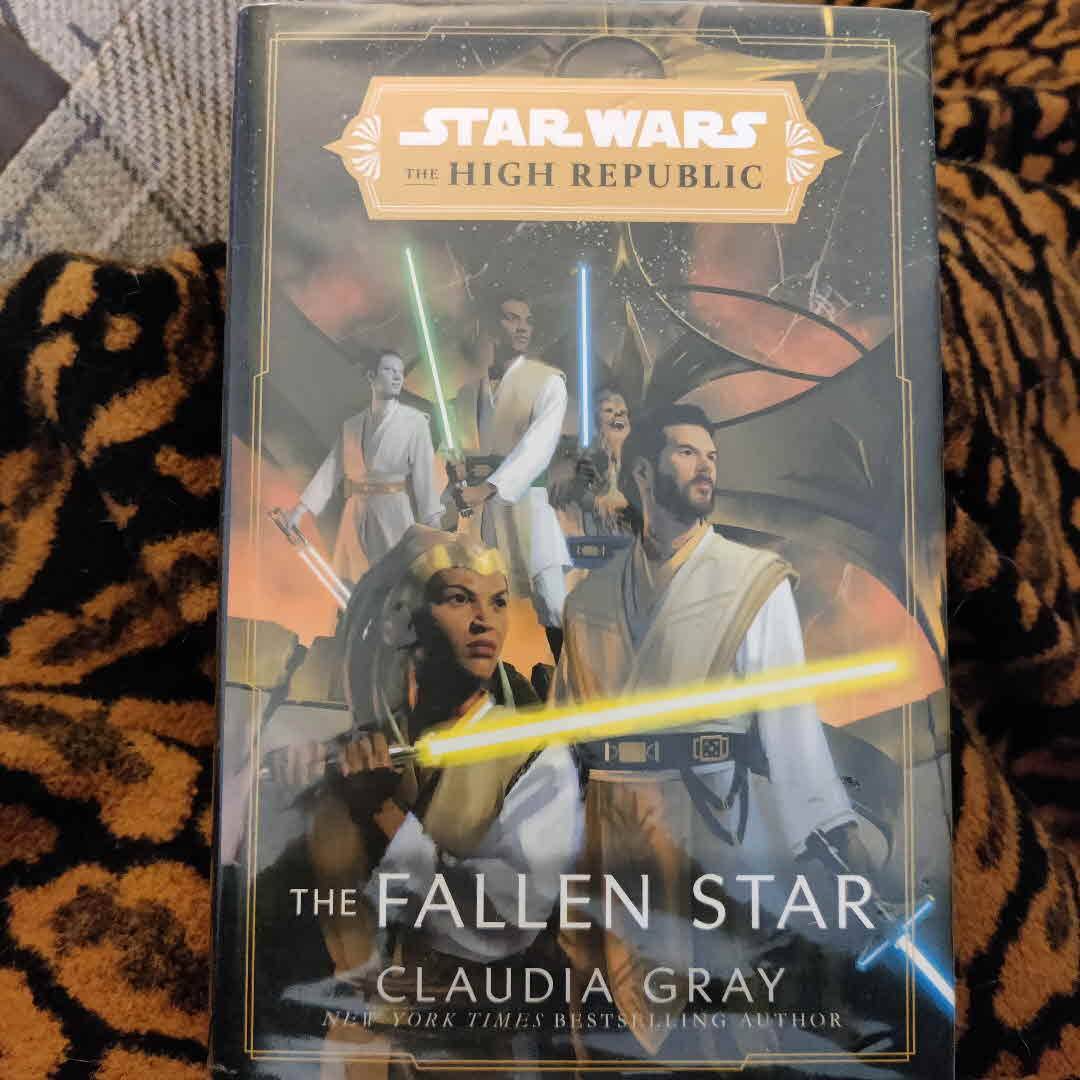 STAR WARS
THE HIGH REPUBLIC
THE FALLEN STAR
CLAUDIA GRAY
NEW YORK TIMES BESTSELLING AUTHOR